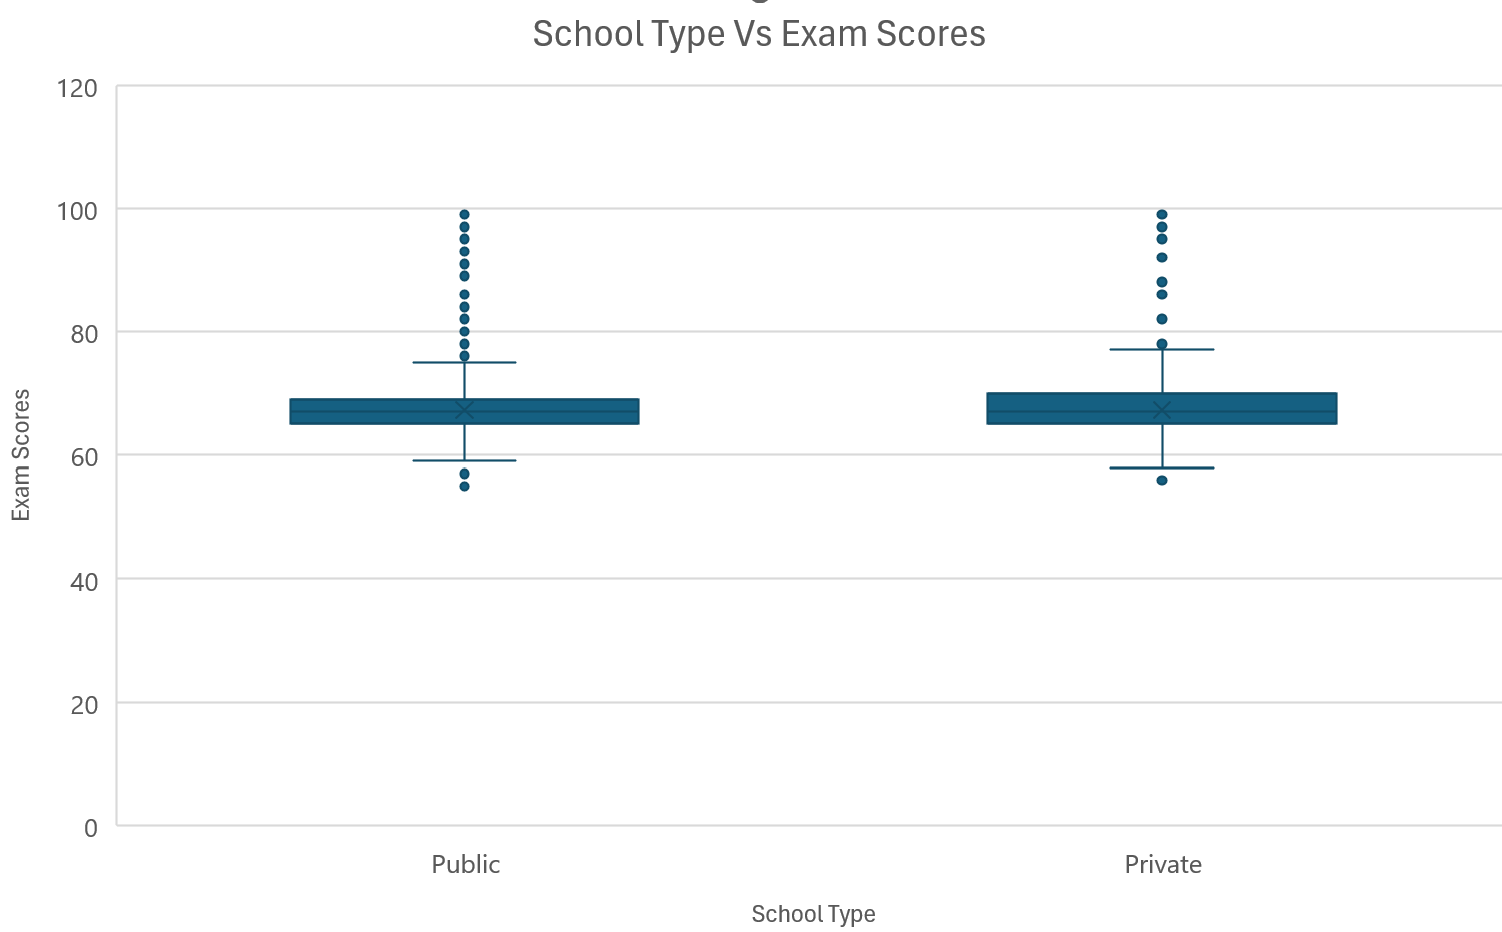 School Type Vs Exam Scores
120
100
80
60
40
20
0
Exam Scores
Public
Private
School Type